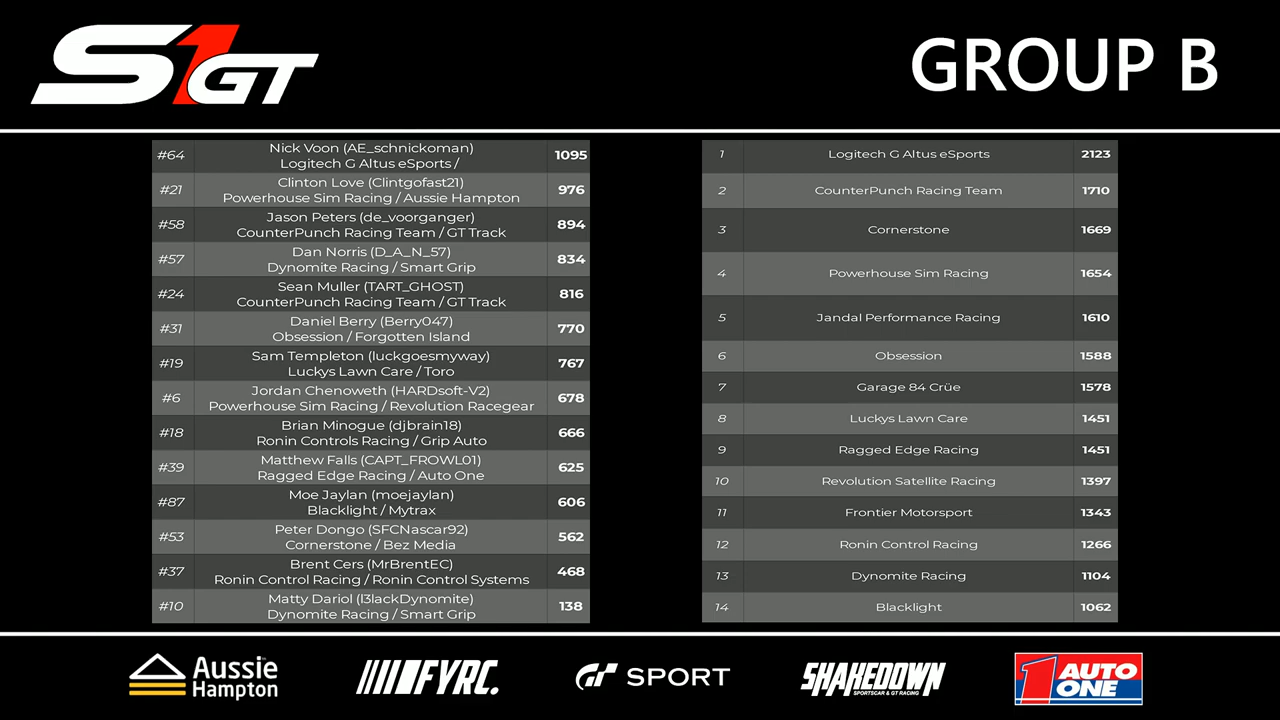 S1GT
GROUP B
#64 Nick Voon (AE_schnickoman) 1095
Logitech G Altus eSports /
#21 Clinton Love (Clintgofast21) 976
Powerhouse Sim Racing / Aussie Hampton
#58 Jason Peters (de_voorganger) 894
CounterPunch Racing Team / GT Track
#57 Dan Norris (D_A_N_57) 834
Dynomite Racing / Smart Grip
#24 Sean Muller (TART_GHOST) 816
CounterPunch Racing Team / GT Track
#31 Daniel Berry (Berry047) 770
Obsession / Forgotten Island
#19 Sam Templeton (luckgoesmyway) 767
Luckys Lawn Care / Toro
#6 Jordan Chenoweth (HARDsoft-V2) 678
Powerhouse Sim Racing / Revolution Racegear
#18 Brian Minogue (djbrain18) 666
Ronin Controls Racing / Grip Auto
#39 Matthew Falls (CAPT_FROWL01) 625
Ragged Edge Racing / Auto One
#87 Moe Jaylan (moejaylan) 606
Blacklight / Mytrax
#53 Peter Dongo (SFCNascar92) 562
Cornerstone / Bez Media
#37 Brent Cers (MrBrentEC) 468
Ronin Control Racing / Ronin Control Systems
#10 Matty Dariol (l3lackDynomite) 138
Dynomite Racing / Smart Grip
1 Logitech G Altus eSports 2123
2 CounterPunch Racing Team 1710
3 Cornerstone 1669
4 Powerhouse Sim Racing 1654
5 Jandal Performance Racing 1610
6 Obsession 1588
7 Garage 84 Crüe 1578
8 Luckys Lawn Care 1451
9 Ragged Edge Racing 1451
10 Revolution Satellite Racing 1397
11 Frontier Motorsport 1343
12 Ronin Control Racing 1266
13 Dynomite Racing 1104
14 Blacklight 1062
Aussie
Hampton
FYRC.
GT SPORT
SHAKEDOWN
SPORTSCAR & GT RACING
1 AUTO
ONE